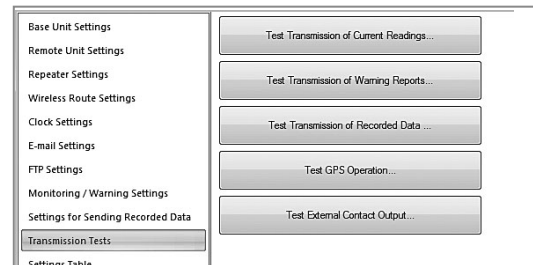 Base Unit Settings
Remote Unit Settings
Repeater Settings
Wireless Route Settings
Clock Settings
E-mail Settings
FTP Settings
Monitoring / Warning Settings
Settings for Sending Recorded Data
Transmission Tests
Settings Table
Test Transmission of Current Readings...
Test Transmission of Warning Reports...
Test Transmission of Recorded Data ...
Test GPS Operation...
Test External Contact Output...